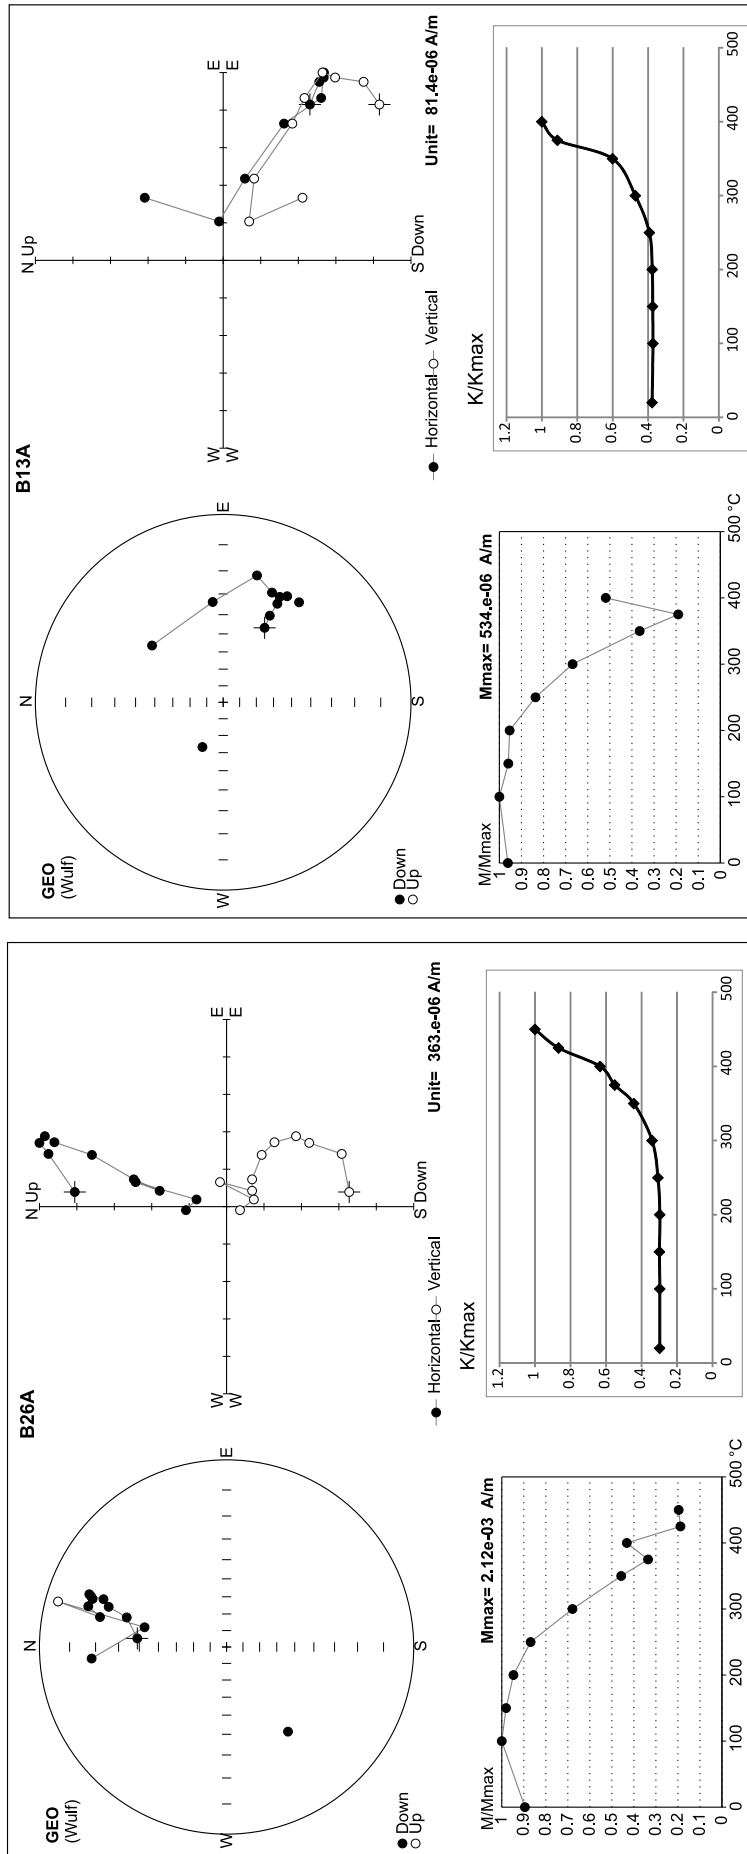 B26A
GEO
(Wulf)
N
W
E
S
Down
Up
N Up
W
W
E
E
S Down
Horizontal
Vertical
Unit= 363.e-06 A/m
M/Mmax
Mmax= 2.12e-03 A/m
1
0.9
0.8
0.7
0.6
0.5
0.4
0.3
0.2
0.1
0
0 100 200 300 400 500 °C
K/Kmax
1.2
1
0.8
0.6
0.4
0.2
0
0 100 200 300 400 500
B13A
GEO
(Wulf)
N
W
E
S
Down
Up
N Up
W
W
E
E
S Down
Horizontal
Vertical
Unit= 81.4e-06 A/m
M/Mmax
Mmax= 534.e-06 A/m
1
0.9
0.8
0.7
0.6
0.5
0.4
0.3
0.2
0.1
0
0 100 200 300 400 500 °C
K/Kmax
1.2
1
0.8
0.6
0.4
0.2
0
0 100 200 300 400 500